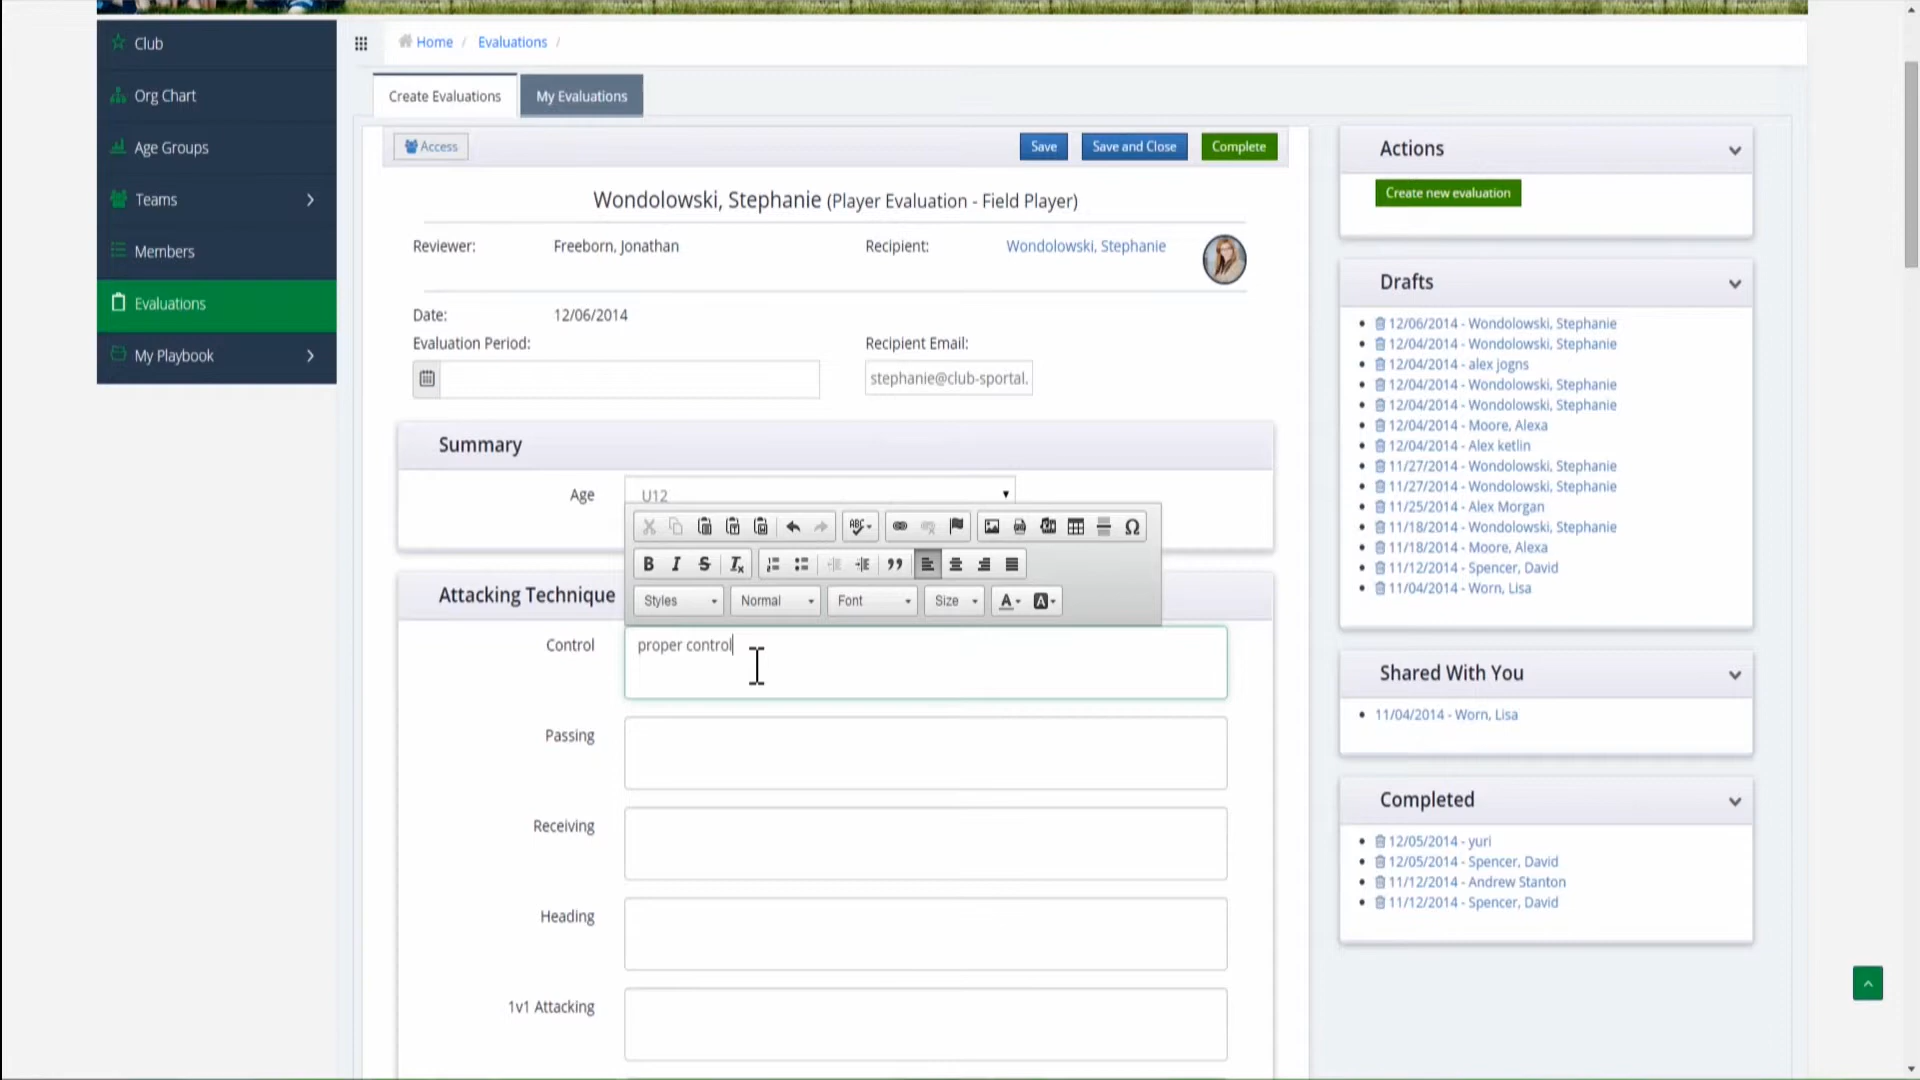 Club
Org Chart
Age Groups
Teams
Members
Evaluations
My Playbook
Home / Evaluations /
Create Evaluations
My Evaluations
Access
Save
Save and Close
Complete
Wondolowski, Stephanie (Player Evaluation - Field Player)
Reviewer: Freeborn, Jonathan
Recipient: Wondolowski, Stephanie
Date: 12/06/2014
Evaluation Period:
Recipient Email:
stephanie@club-sportal.
Summary
Age U12
ABC
B I S Ix
Styles Normal Font Size A A
Attacking Technique
Control proper control
Passing
Receiving
Heading
1v1 Attacking
Actions
Create new evaluation
Drafts
12/06/2014 - Wondolowski, Stephanie
12/04/2014 - Wondolowski, Stephanie
12/04/2014 - alex jogns
12/04/2014 - Wondolowski, Stephanie
12/04/2014 - Wondolowski, Stephanie
12/04/2014 - Moore, Alexa
12/04/2014 - Alex ketlin
11/27/2014 - Wondolowski, Stephanie
11/27/2014 - Wondolowski, Stephanie
11/25/2014 - Alex Morgan
11/18/2014 - Wondolowski, Stephanie
11/18/2014 - Moore, Alexa
11/12/2014 - Spencer, David
11/04/2014 - Worn, Lisa
Shared With You
11/04/2014 - Worn, Lisa
Completed
12/05/2014 - yuri
12/05/2014 - Spencer, David
11/12/2014 - Andrew Stanton
11/12/2014 - Spencer, David